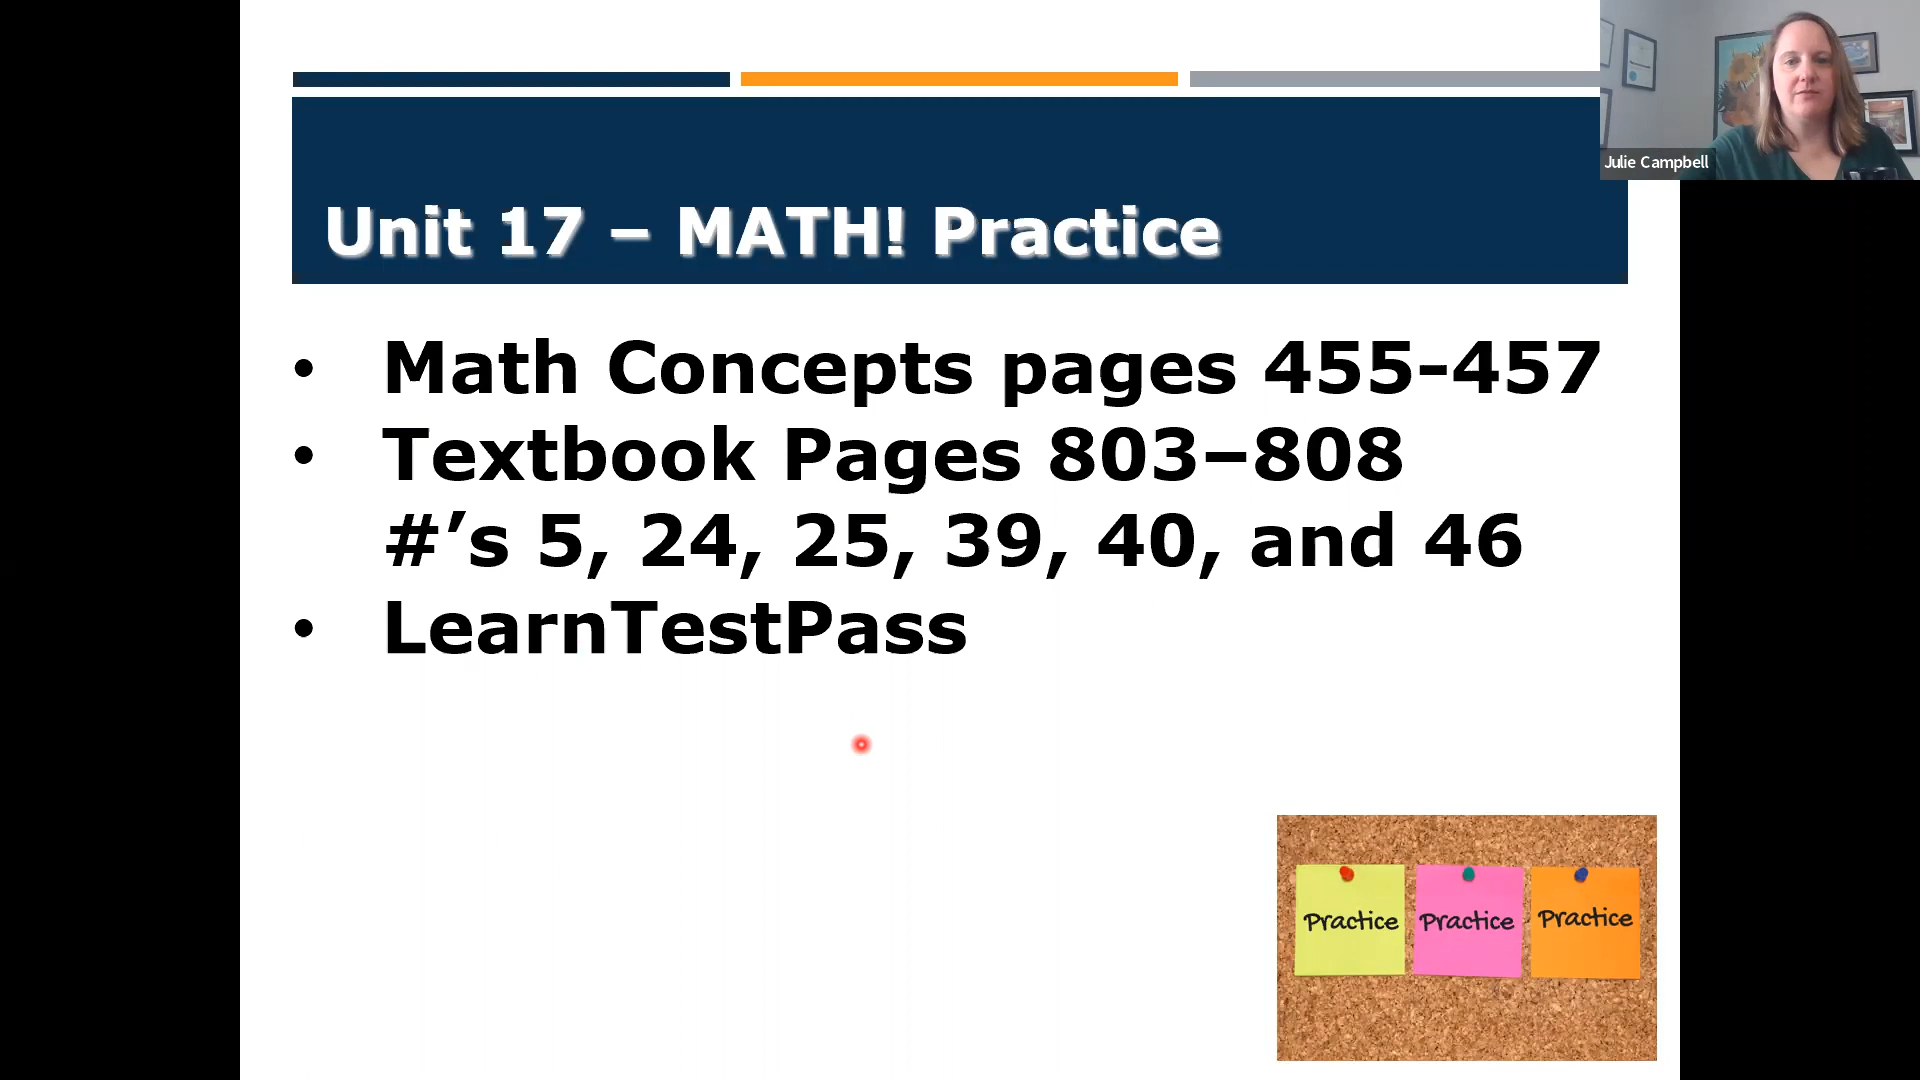 Julie Campbell
Unit 17 – MATH! Practice
• Math Concepts pages 455-457
• Textbook Pages 803–808
#’s 5, 24, 25, 39, 40, and 46
• LearnTestPass
Practice Practice Practice